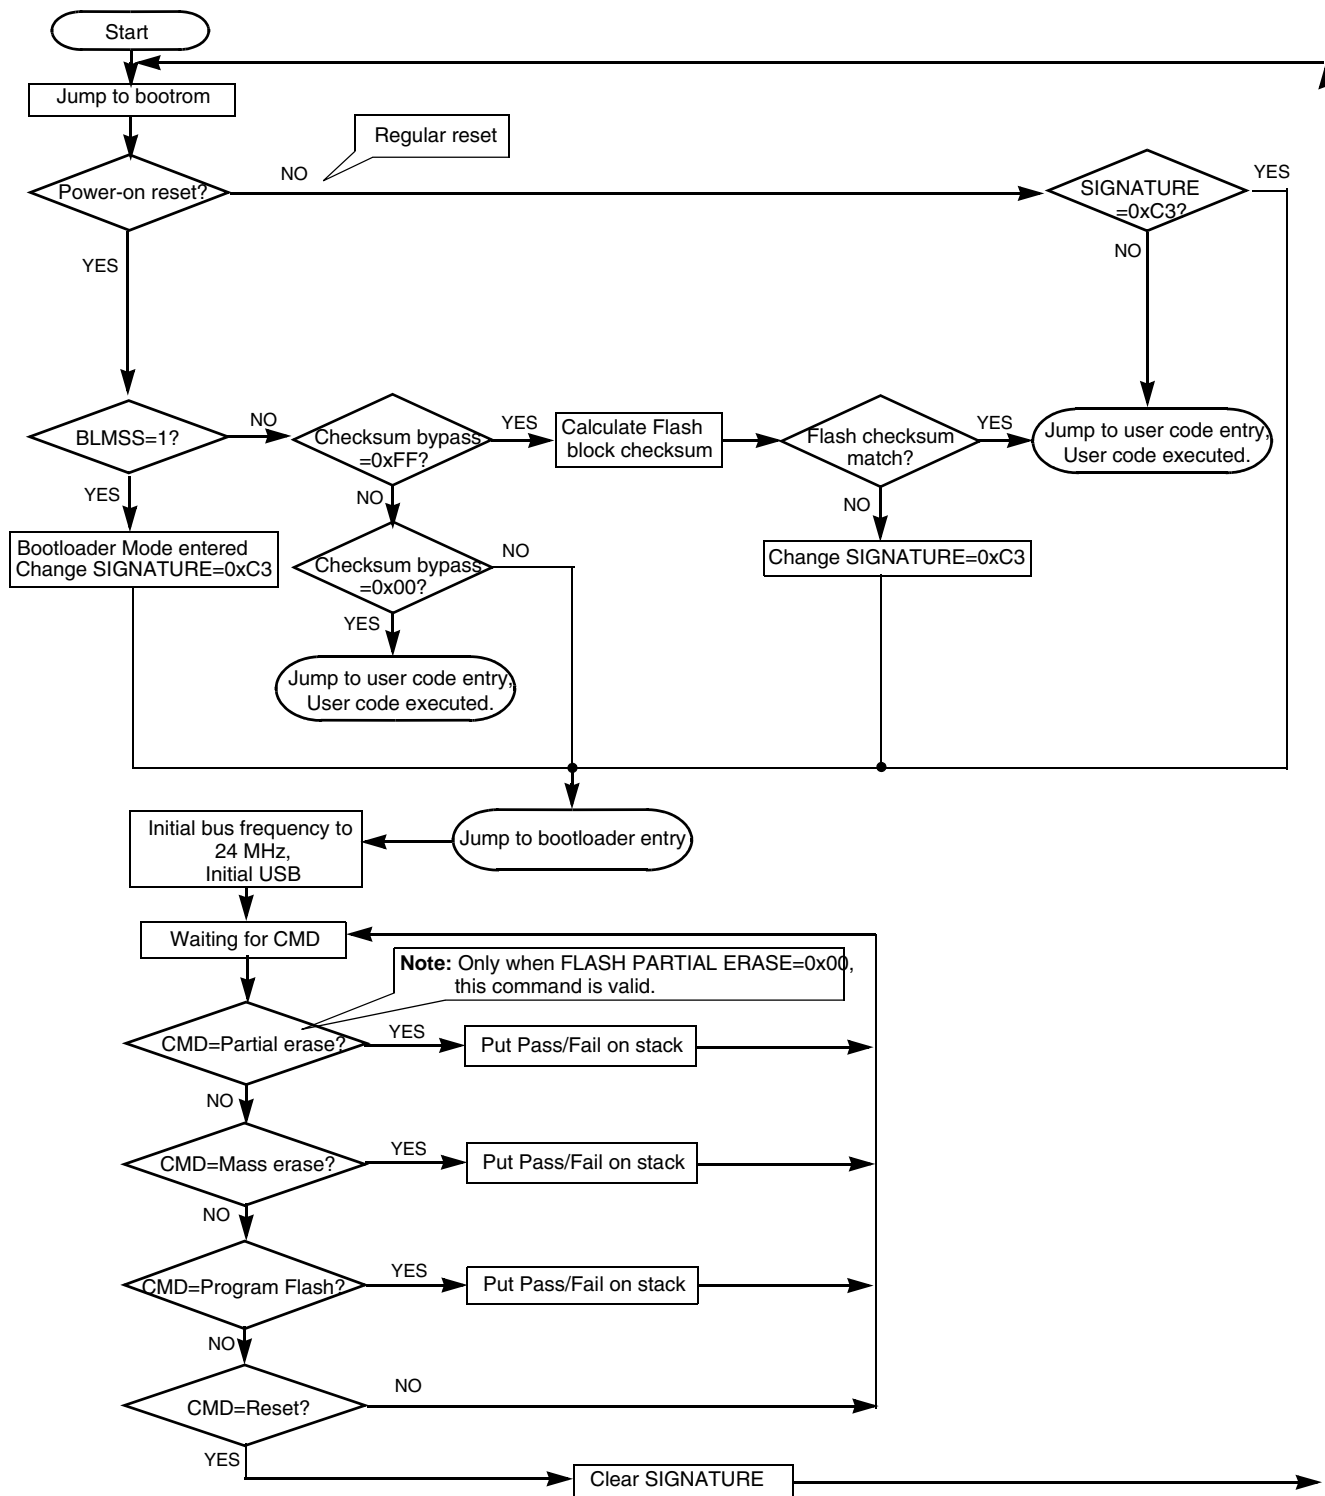 Start
Jump to bootrom
Regular reset
Power-on reset?
NO
SIGNATURE
=0xC3?
YES
YES
NO
BLMSS=1?
NO
Checksum bypass
=0xFF?
YES
Calculate Flash
block checksum
Flash checksum
match?
YES
Jump to user code entry,
User code executed.
YES
NO
NO
Bootloader Mode entered
Change SIGNATURE=0xC3
Checksum bypass
=0x00?
NO
Change SIGNATURE=0xC3
YES
Jump to user code entry,
User code executed.
Initial bus frequency to
24 MHz,
Initial USB
Jump to bootloader entry
Waiting for CMD
Note: Only when FLASH PARTIAL ERASE=0x00,
this command is valid.
CMD=Partial erase?
YES
Put Pass/Fail on stack
NO
CMD=Mass erase?
YES
Put Pass/Fail on stack
NO
CMD=Program Flash?
YES
Put Pass/Fail on stack
NO
CMD=Reset?
NO
YES
Clear SIGNATURE